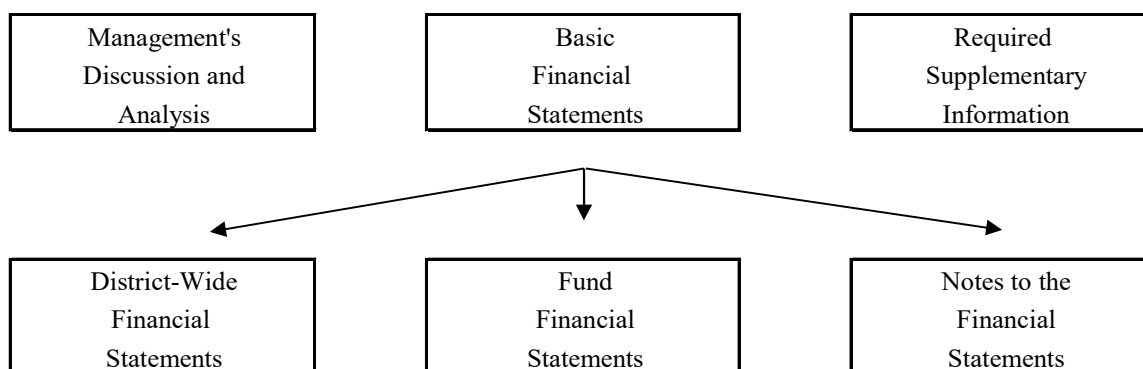 Management's
Discussion and
Analysis
Basic
Financial
Statements
Required
Supplementary
Information
District-Wide
Financial
Statements
Fund
Financial
Statements
Notes to the
Financial
Statements